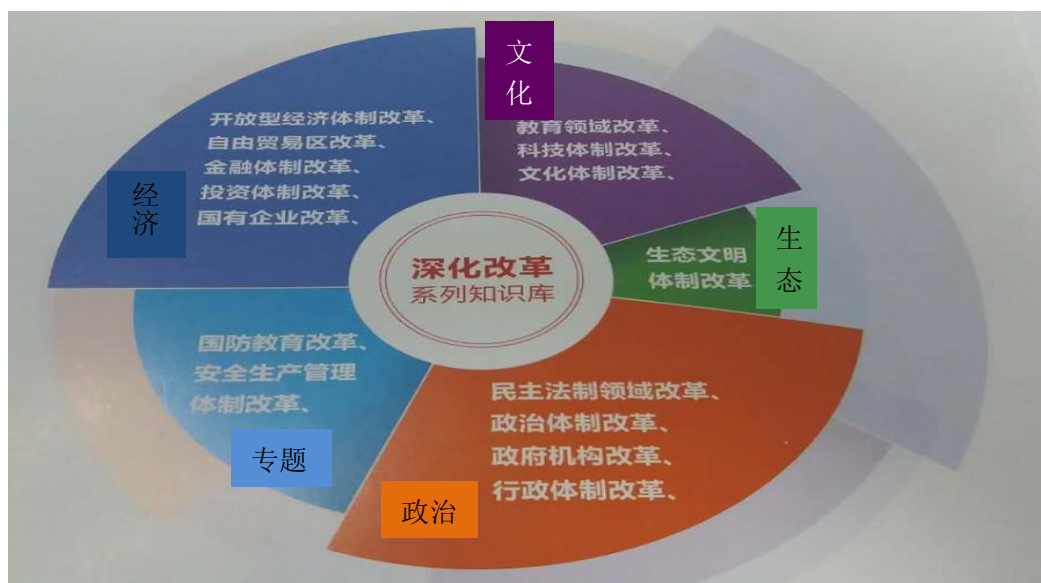 文
化
开放型经济体制改革、
自由贸易区改革、
金融体制改革、
投资体制改革、
国有企业改革、
经
济
教育领域改革、
科技体制改革、
文化体制改革、
生态文明
体制改革
生
态
深化改革
系列知识库
国防教育改革、
安全生产管理
体制改革、
专题
民主法制领域改革、
政治体制改革、
政府机构改革、
行政体制改革、
政治